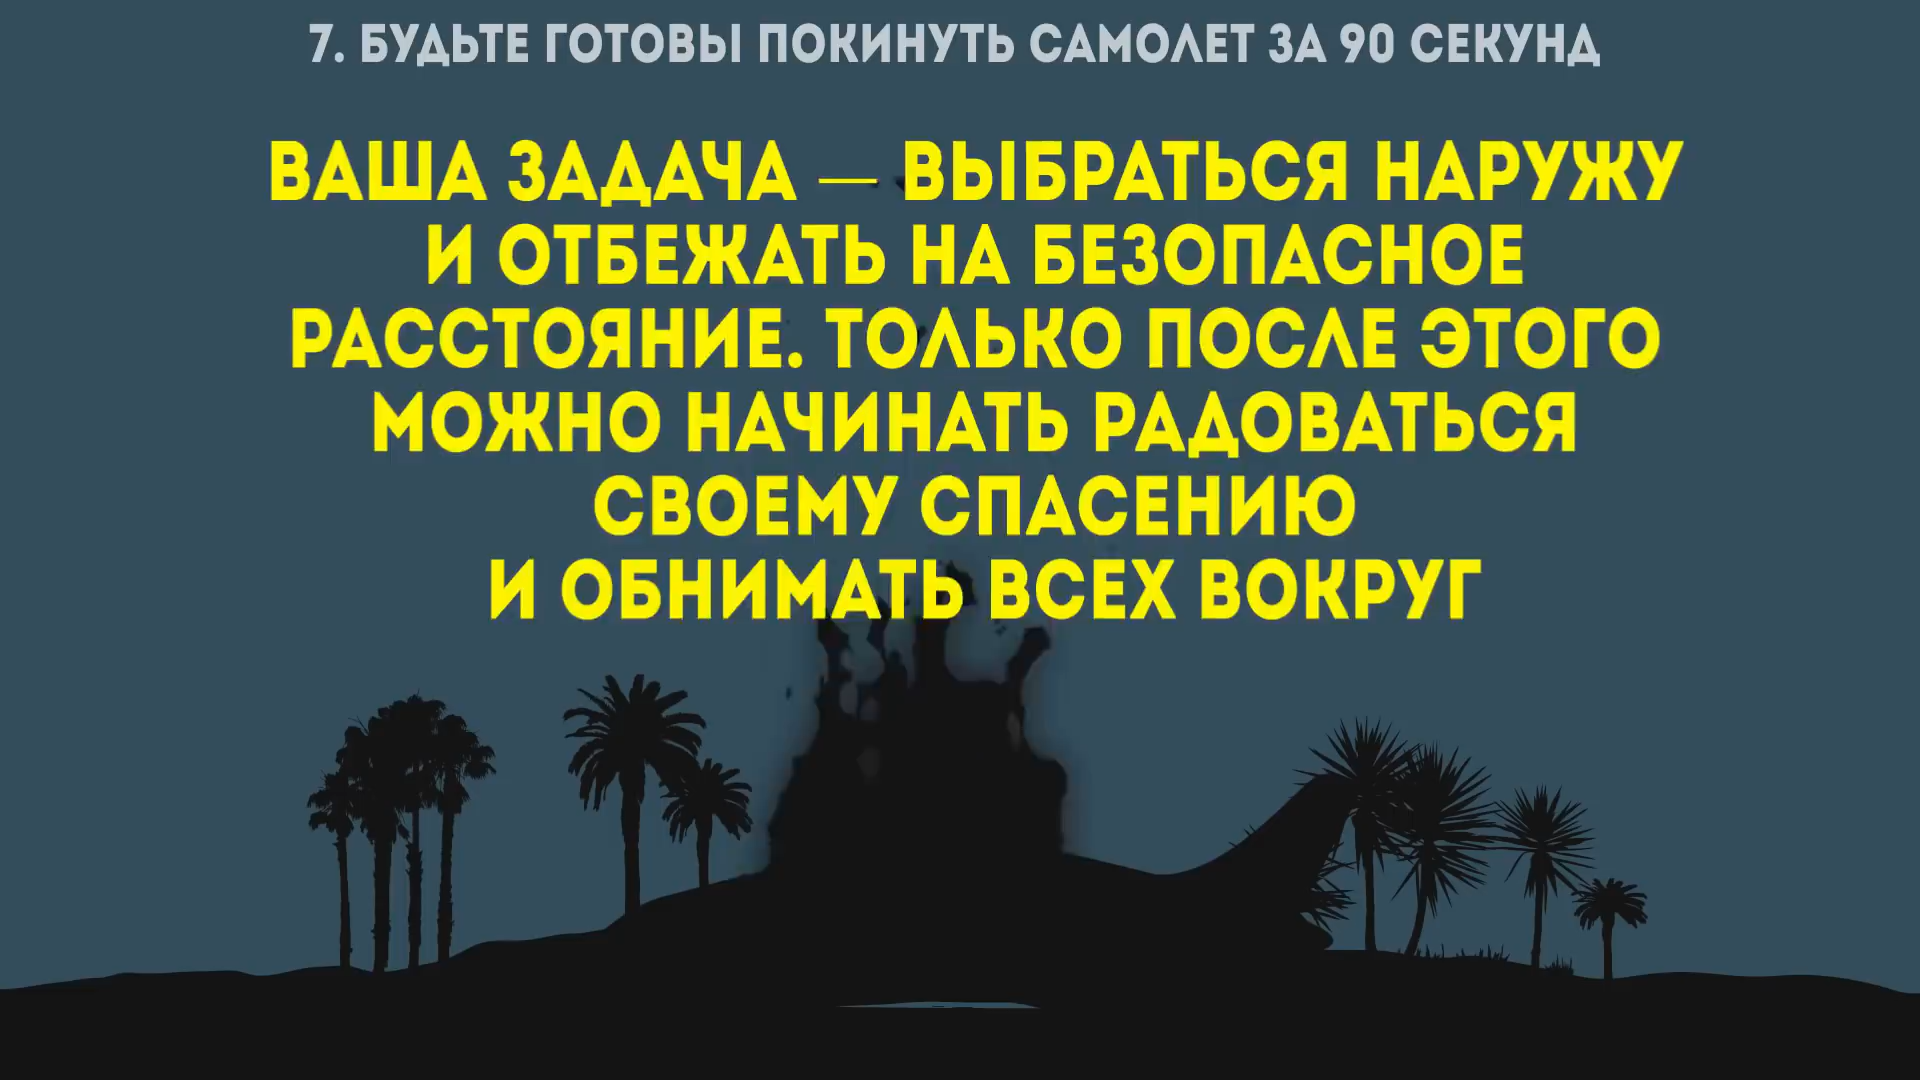 7. БУДЬТЕ ГОТОВЫ ПОКИНУТЬ САМОЛЕТ ЗА 90 СЕКУНД
ВАША ЗАДАЧА — ВЫБРАТЬСЯ НАРУЖУ
И ОТБЕЖАТЬ НА БЕЗОПАСНОЕ
РАССТОЯНИЕ. ТОЛЬКО ПОСЛЕ ЭТОГО
МОЖНО НАЧИНАТЬ РАДОВАТЬСЯ
СВОЕМУ СПАСЕНИЮ
И ОБНИМАТЬ ВСЕХ ВОКРУГ